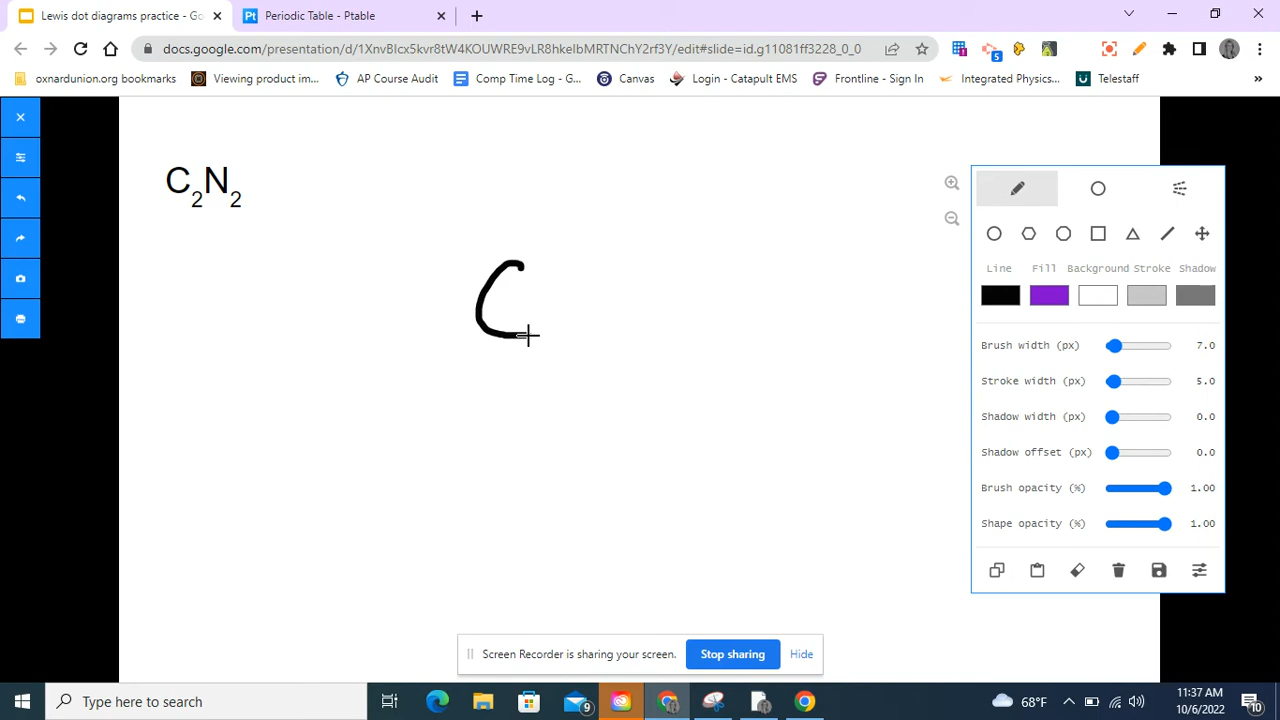 Lewis dot diagrams practice - Go
Periodic Table - Ptable
docs.google.com/presentation/d/1XnvBIcx5kvr8tW4KOUWRE9vLR8hkelbMRTNChY2rf3Y/edit#slide=id.g11081ff3228_0_0
oxnardunion.org bookmarks
Viewing product im...
AP Course Audit
Comp Time Log - G...
Canvas
Login - Catapult EMS
Frontline - Sign In
Integrated Physics...
Telestaff
»
C2N2
C
Line Fill Background Stroke Shadow
Brush width (px) 7.0
Stroke width (px) 5.0
Shadow width (px) 0.0
Shadow offset (px) 0.0
Brush opacity (%) 1.00
Shape opacity (%) 1.00
Screen Recorder is sharing your screen. Stop sharing Hide
Type here to search
9
68°F
11:37 AM
10/6/2022
10